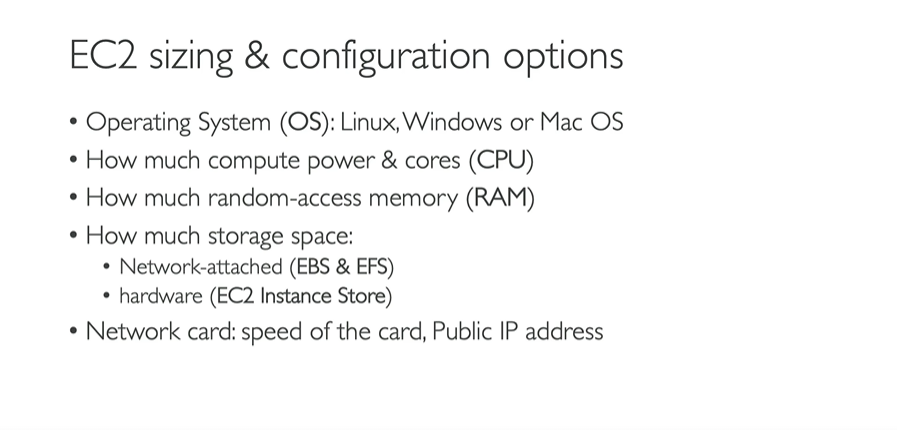 EC2 sizing & configuration options
• Operating System (OS): Linux, Windows or Mac OS
• How much compute power & cores (CPU)
• How much random-access memory (RAM)
• How much storage space:
• Network-attached (EBS & EFS)
• hardware (EC2 Instance Store)
• Network card: speed of the card, Public IP address